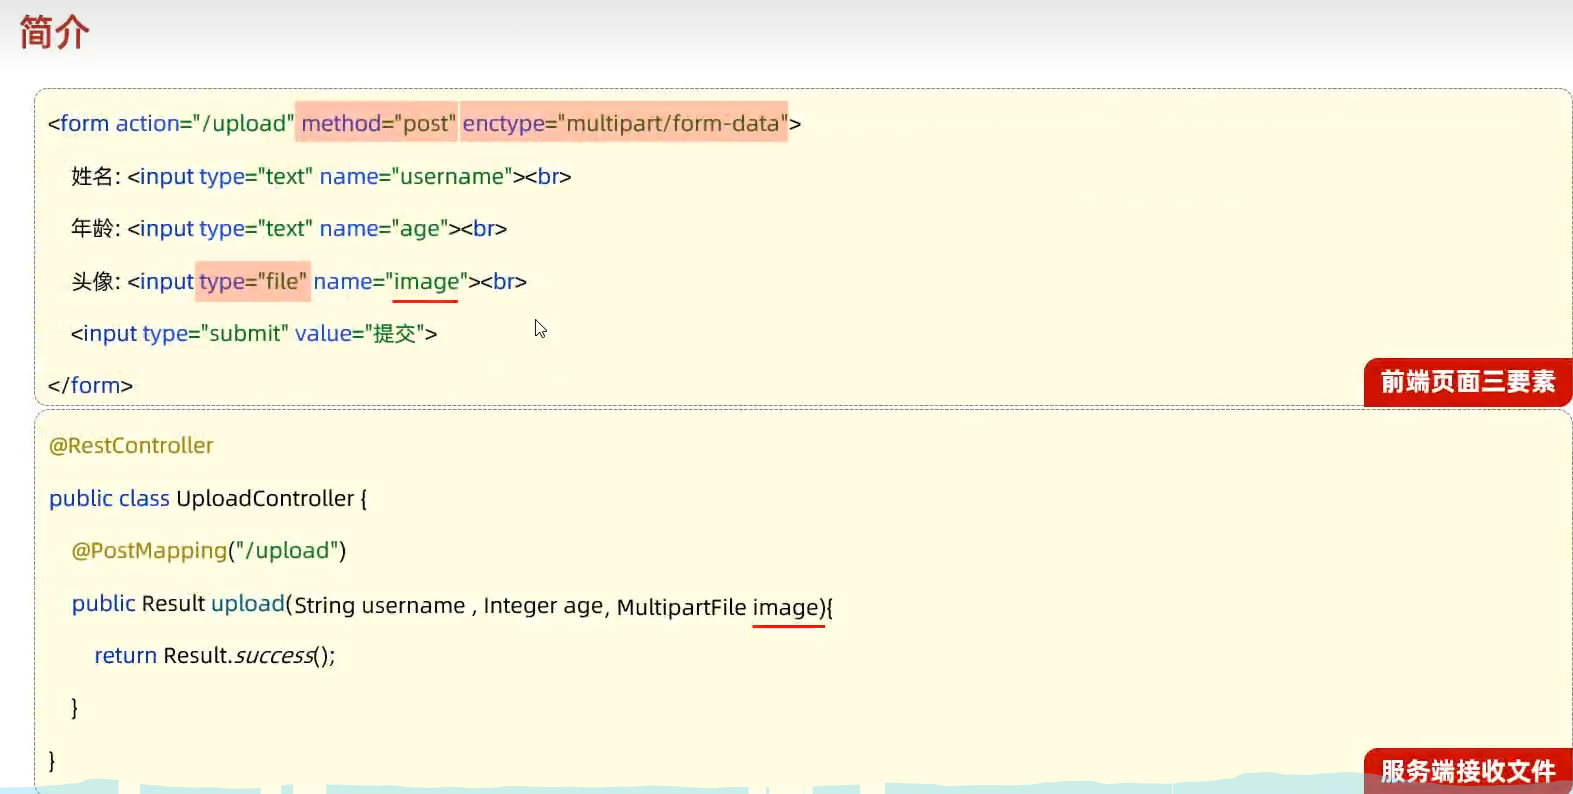 简介
<form action="/upload" method="post" enctype="multipart/form-data">
姓名: <input type="text" name="username"><br>
年龄: <input type="text" name="age"><br>
头像: <input type="file" name="image"><br>
<input type="submit" value="提交">
</form>
前端页面三要素
@RestController
public class UploadController {
@PostMapping("/upload")
public Result upload(String username , Integer age, MultipartFile image){
return Result.success();
}
}
服务端接收文件